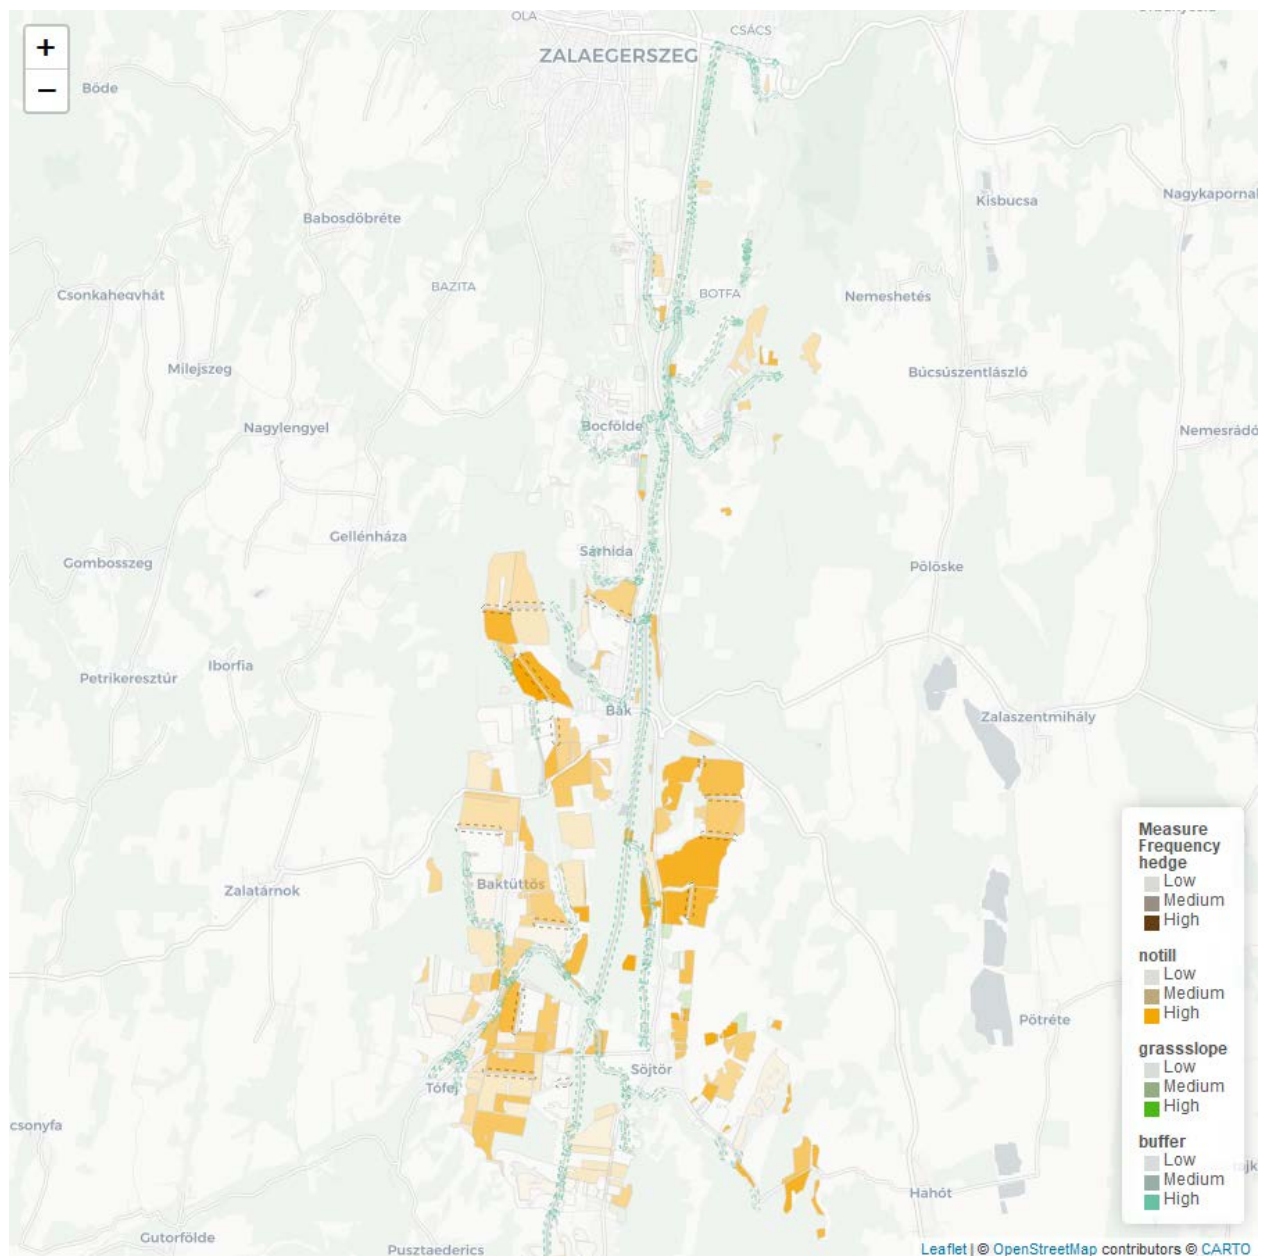 OLA
CSÁCS
ZALAEGERSZEG
+
−
Böde
Kisbucsa
Nagykapornak
Babosdöbréte
BAZITA
BOTFA
Nemeshetés
Csonkahegyhát
Milejszeg
Búcsúszentlászló
Bocfölde
Nagylengyel
Nemesrádó
Gellénháza
Sárhida
Gombosszeg
Pölöske
Iborfia
Petrikeresztúr
Bak
Zalaszentmihály
Baktüttös
Zalatárnok
Pötréte
Söjtör
Tófej
csonyfa
Hahót
Gutorfölde
Pusztaederics
Measure
Frequency
hedge
Low
Medium
High
notill
Low
Medium
High
grassslope
Low
Medium
High
buffer
Low
Medium
High
Leaflet | © OpenStreetMap contributors © CARTO